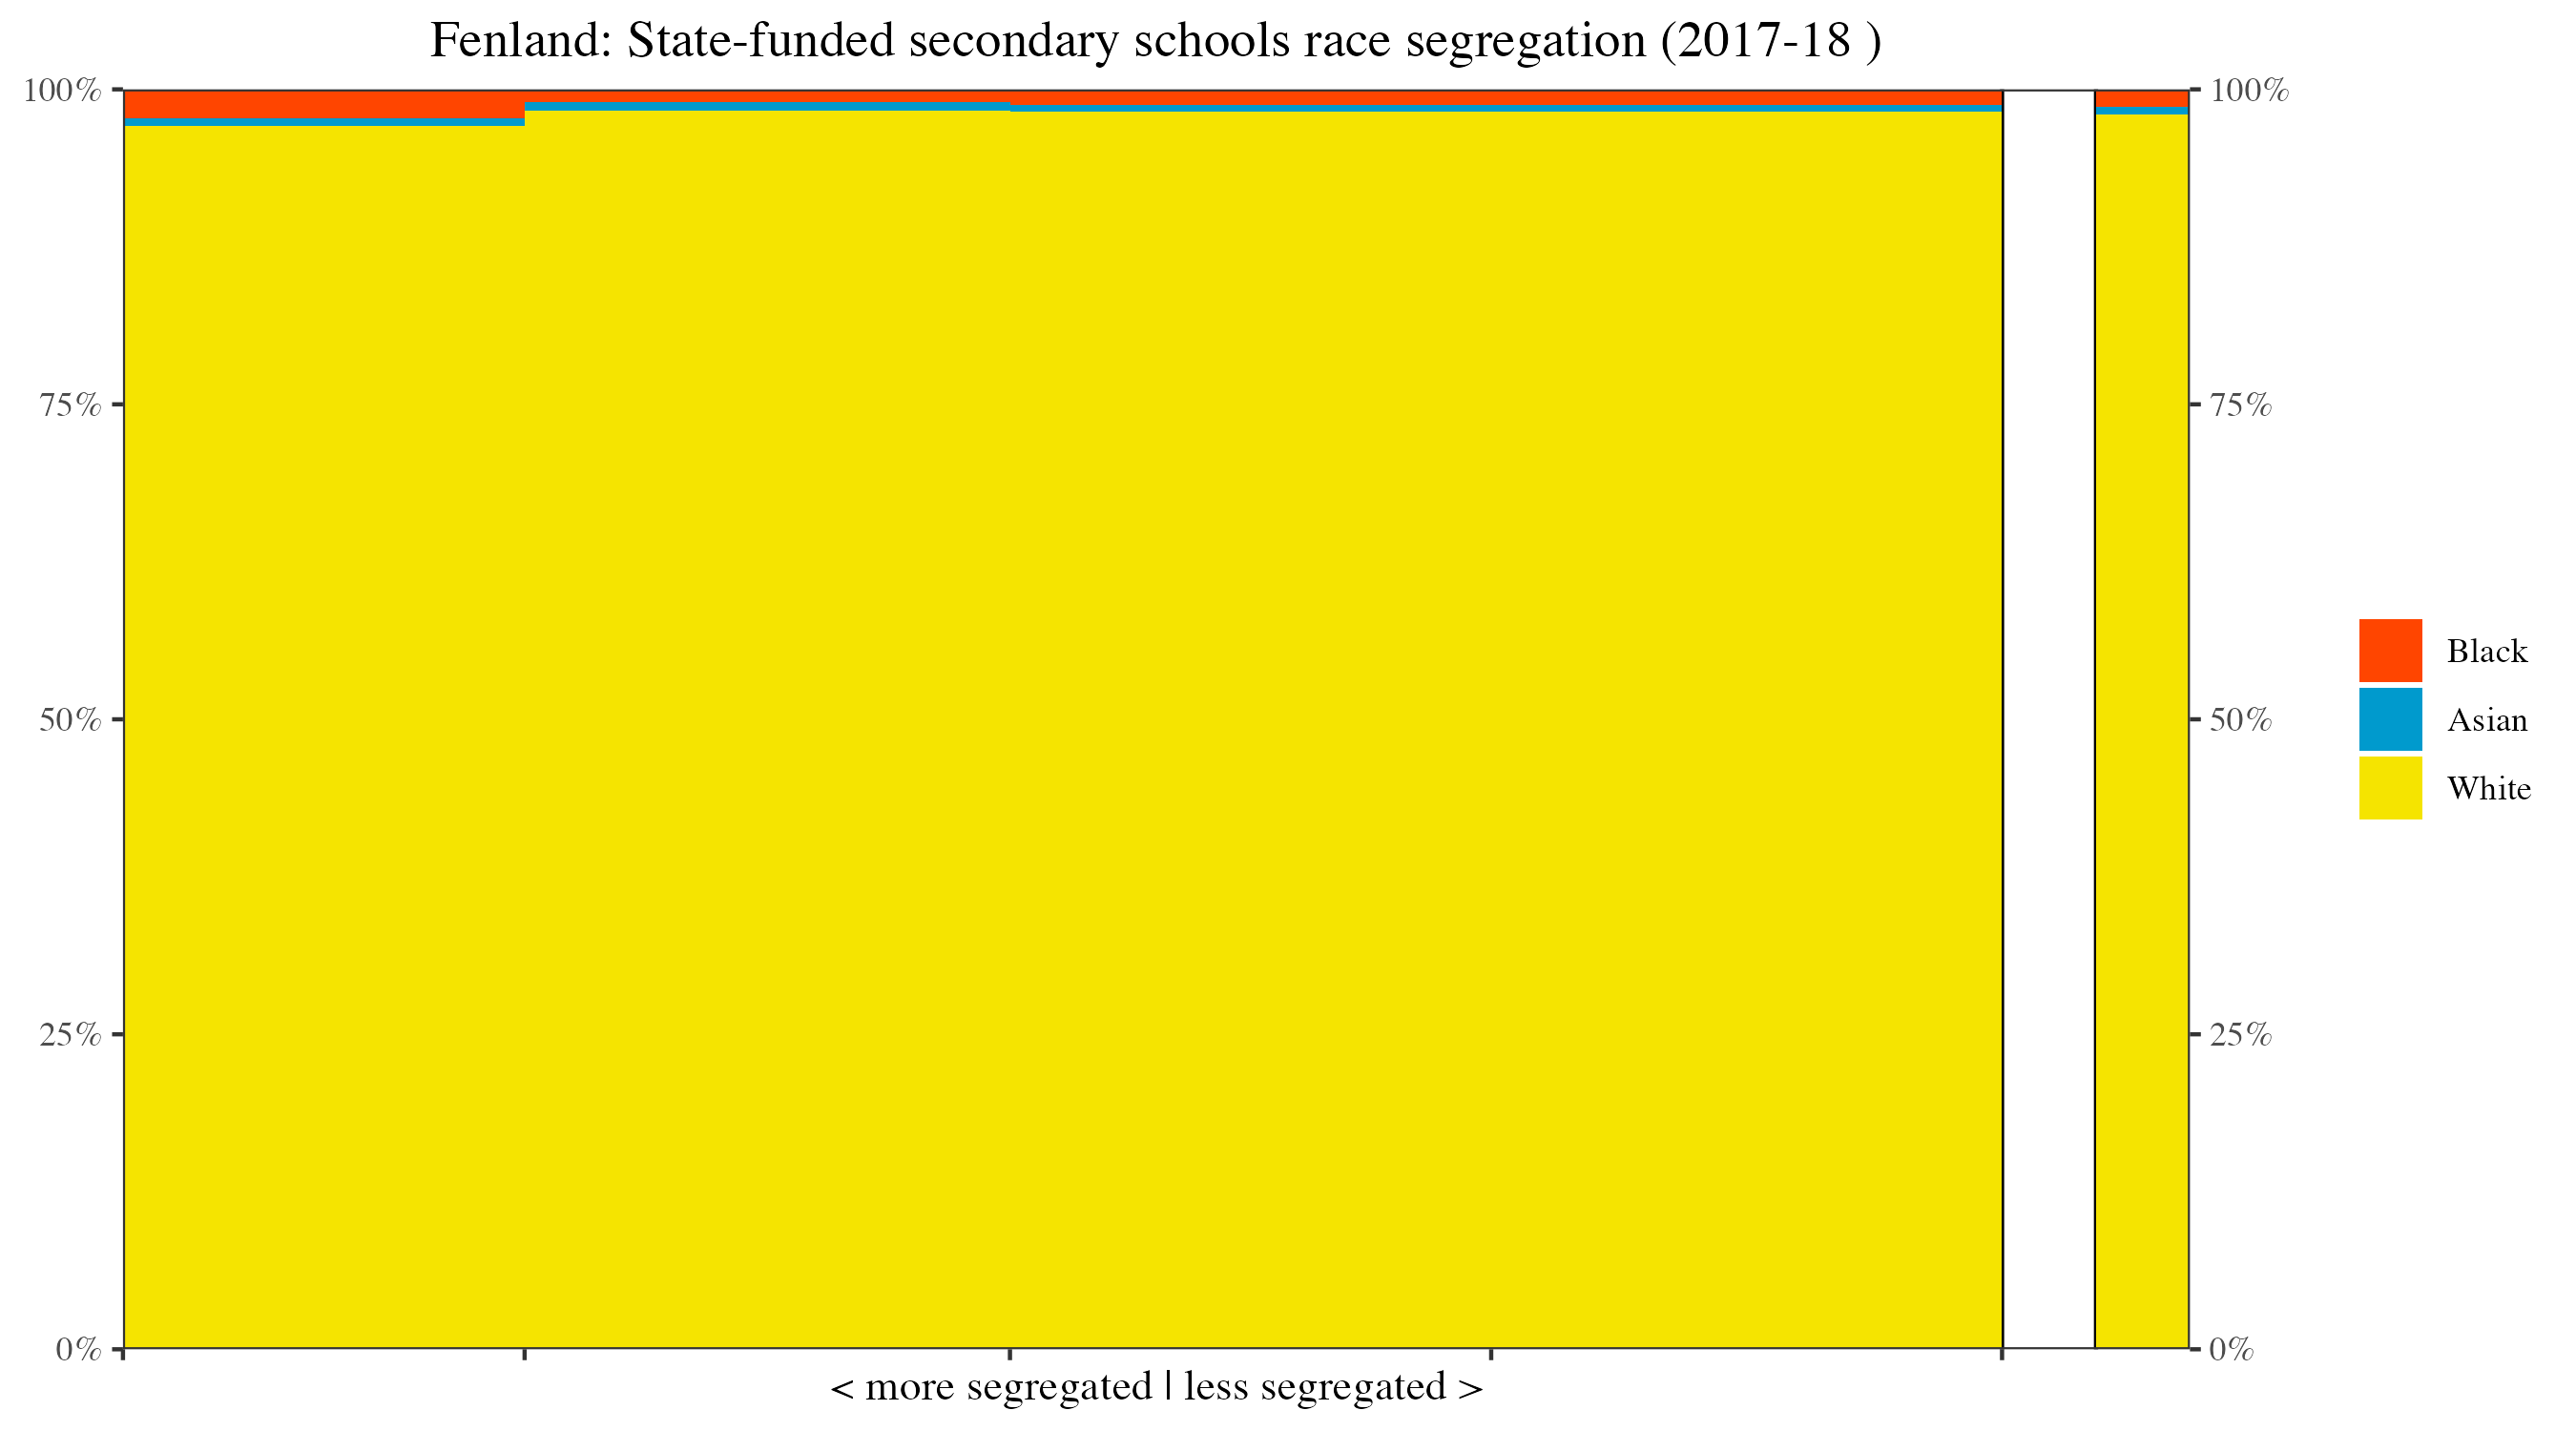 Fenland: State-funded secondary schools race segregation (2017-18 )
100%
75%
50%
25%
0%
100%
75%
50%
25%
0%
Black
Asian
White
< more segregated | less segregated >